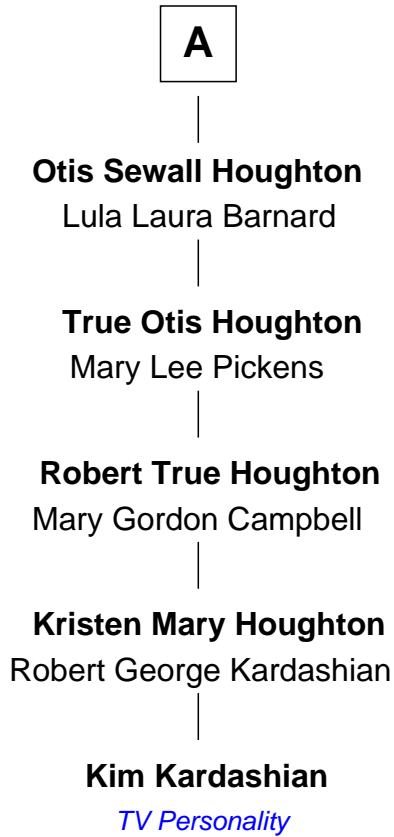 A
Otis Sewall Houghton
Lula Laura Barnard
True Otis Houghton
Mary Lee Pickens
Robert True Houghton
Mary Gordon Campbell
Kristen Mary Houghton
Robert George Kardashian
Kim Kardashian
TV Personality